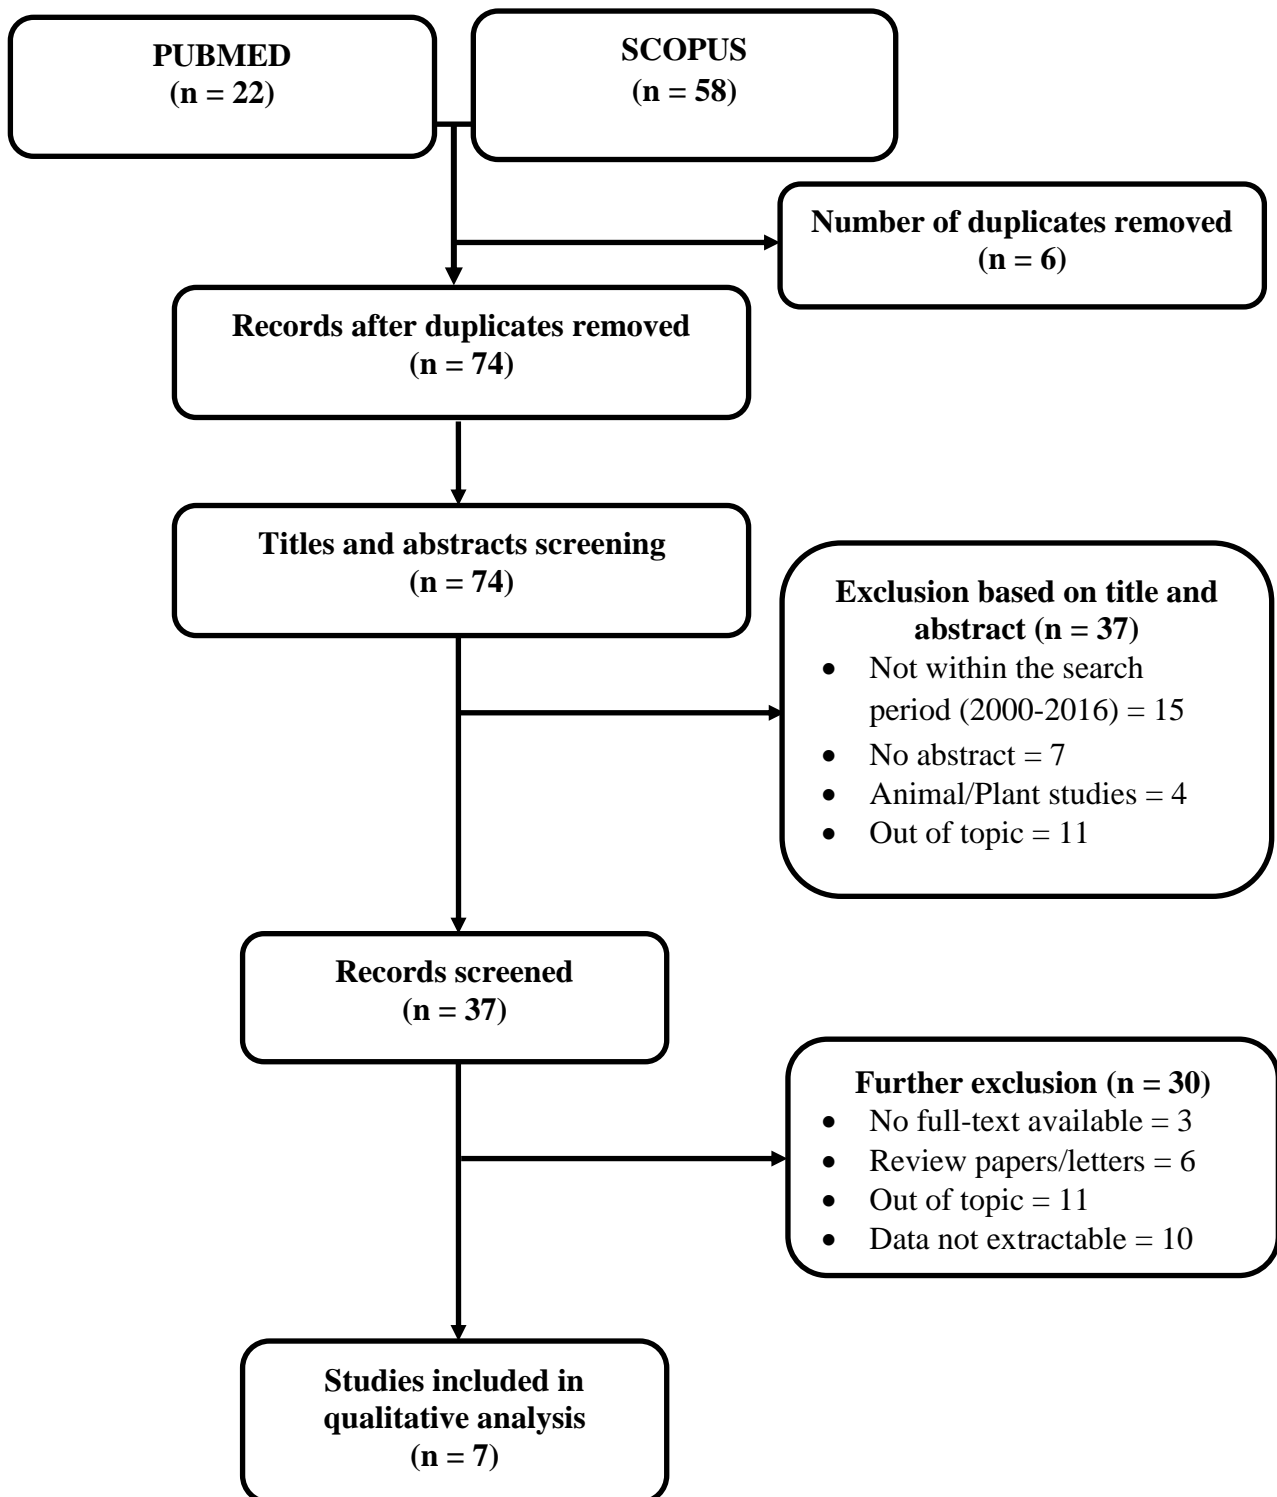 PUBMED
(n = 22)
SCOPUS
(n = 58)
Number of duplicates removed
(n = 6)
Records after duplicates removed
(n = 74)
Titles and abstracts screening
(n = 74)
Exclusion based on title and
abstract (n = 37)
• Not within the search
period (2000-2016) = 15
• No abstract = 7
• Animal/Plant studies = 4
• Out of topic = 11
Records screened
(n = 37)
Further exclusion (n = 30)
• No full-text available = 3
• Review papers/letters = 6
• Out of topic = 11
• Data not extractable = 10
Studies included in
qualitative analysis
(n = 7)